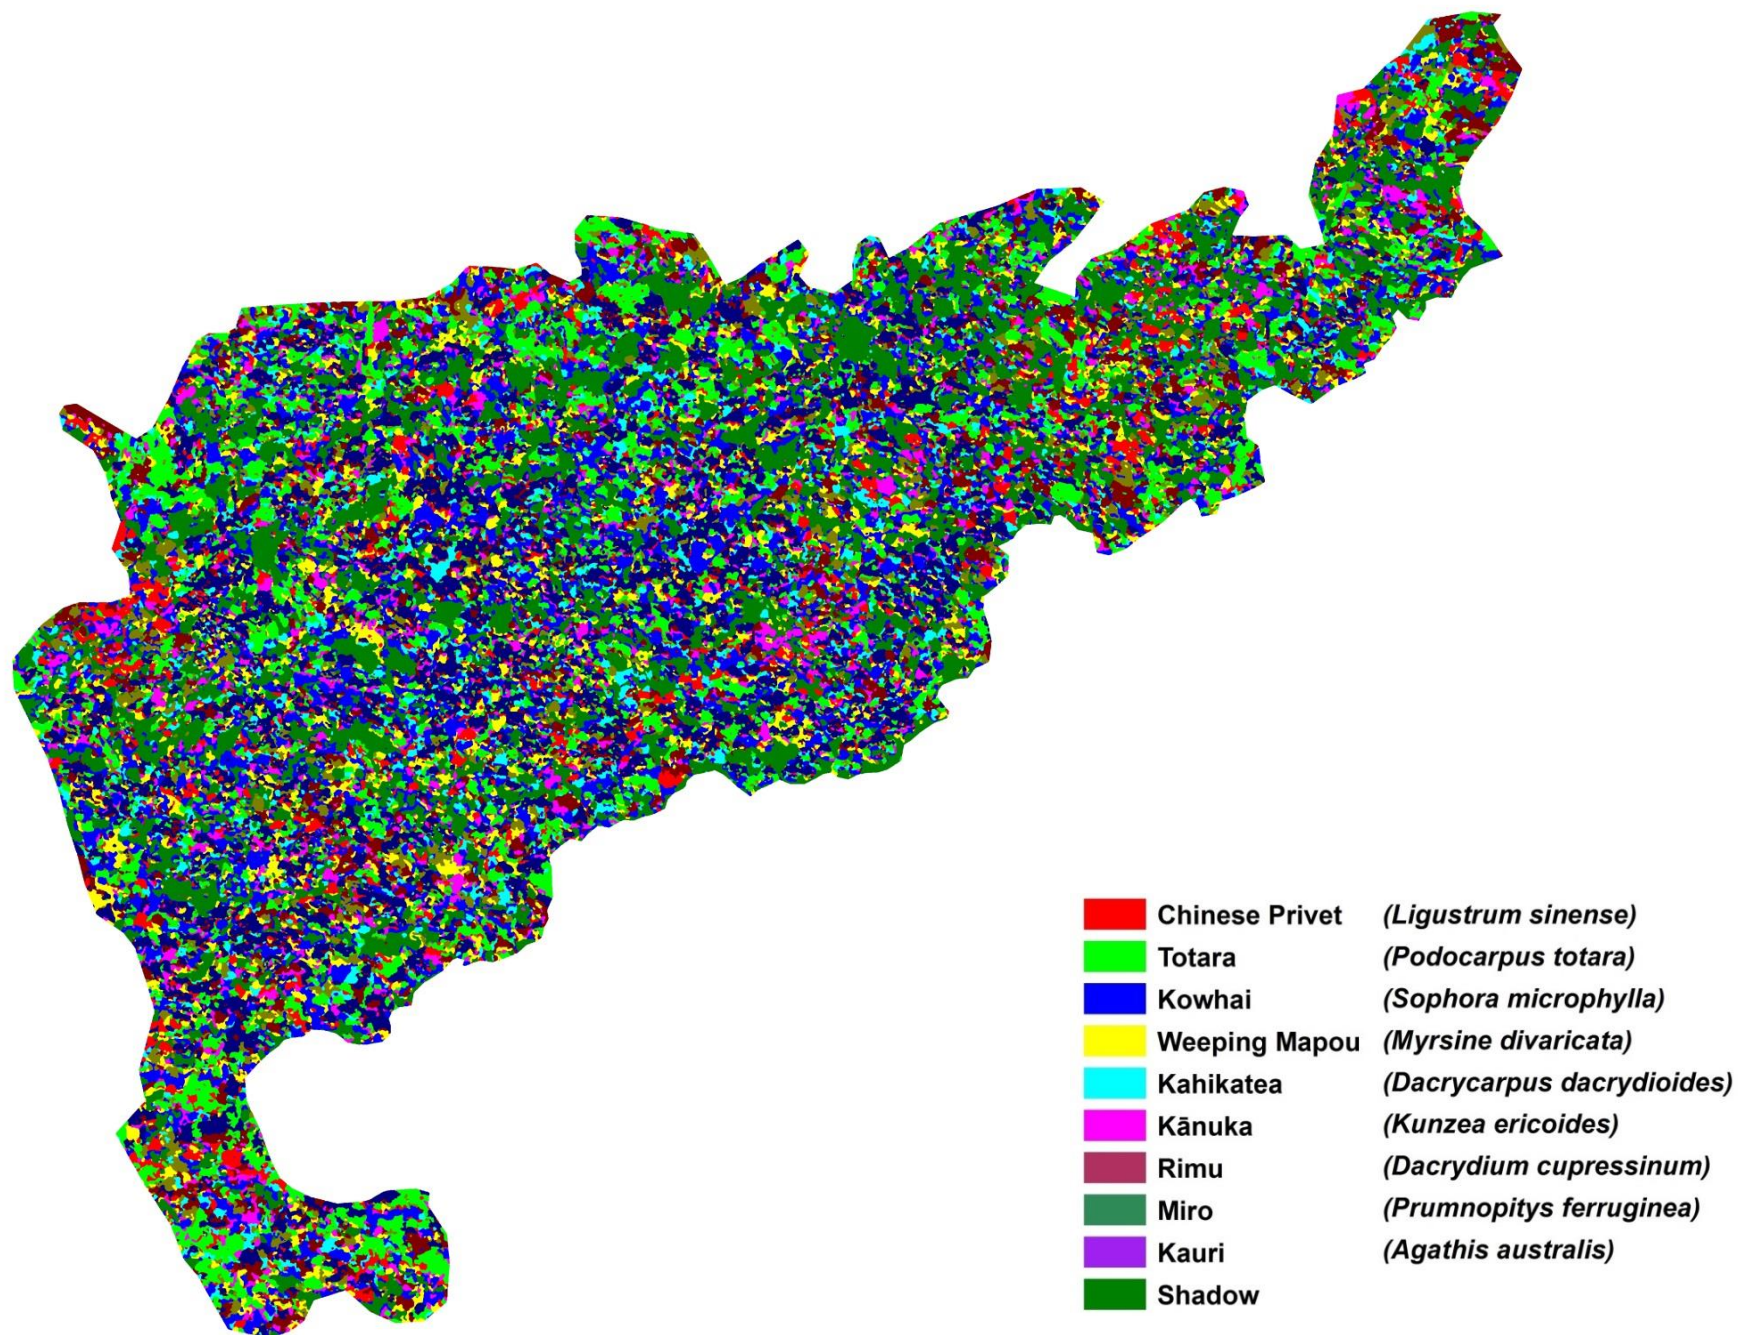 Chinese Privet (Ligustrum sinense)
Totara (Podocarpus totara)
Kowhai (Sophora microphylla)
Weeping Mapou (Myrsine divaricata)
Kahikatea (Dacrycarpus dacrydioides)
Kānuka (Kunzea ericoides)
Rimu (Dacrydium cupressinum)
Miro (Prumnopitys ferruginea)
Kauri (Agathis australis)
Shadow